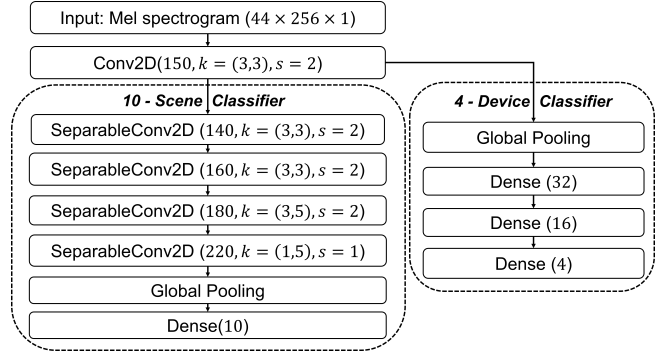 Input: Mel spectrogram (44 × 256 × 1)
Conv2D(150, k = (3,3), s = 2)
10 - Scene Classifier
SeparableConv2D (140, k = (3,3), s = 2)
SeparableConv2D (160, k = (3,3), s = 2)
SeparableConv2D (180, k = (3,5), s = 2)
SeparableConv2D (220, k = (1,5), s = 1)
Global Pooling
Dense(10)
4 - Device Classifier
Global Pooling
Dense (32)
Dense (16)
Dense (4)